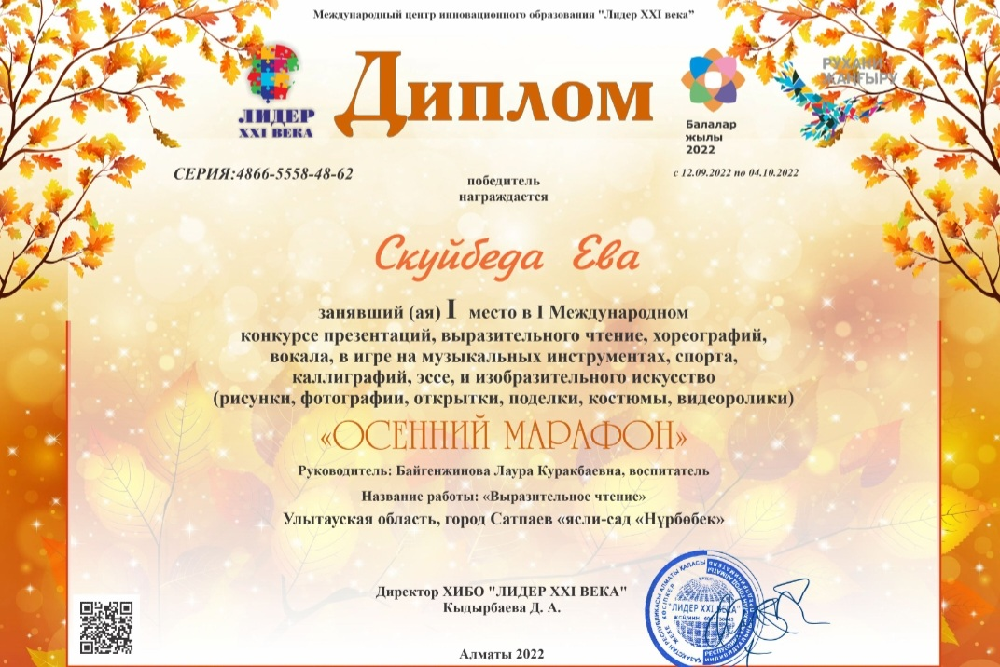 Международный центр инновационного образования "Лидер XXI века”
Диплом
ЛИДЕР
XXI ВЕКА
Балалар
жылы
2022
РУХАНИ
ЖАҢҒЫРУ
СЕРИЯ:4866-5558-48-62
с 12.09.2022 по 04.10.2022
победитель
награждается
Скуйбеда Ева
занявший (ая) I место в I Международном
конкурсе презентаций, выразительного чтение, хореографий,
вокала, в игре на музыкальных инструментах, спорта,
каллиграфий, эссе, и изобразительного искусство
(рисунки, фотографии, открытки, поделки, костюмы, видеоролики)
«ОСЕННИЙ МАРАФОН»
Руководитель: Байгенжинова Лаура Куракбаевна, воспитатель
Название работы: «Выразительное чтение»
Улытауская область, город Сатпаев «ясли-сад «Нұрбөбек»
Директор ХИБО "ЛИДЕР XXI ВЕКА"
Кыдырбаева Д. А.
"ЛИДЕР XXI ВЕКА"
Алматы 2022